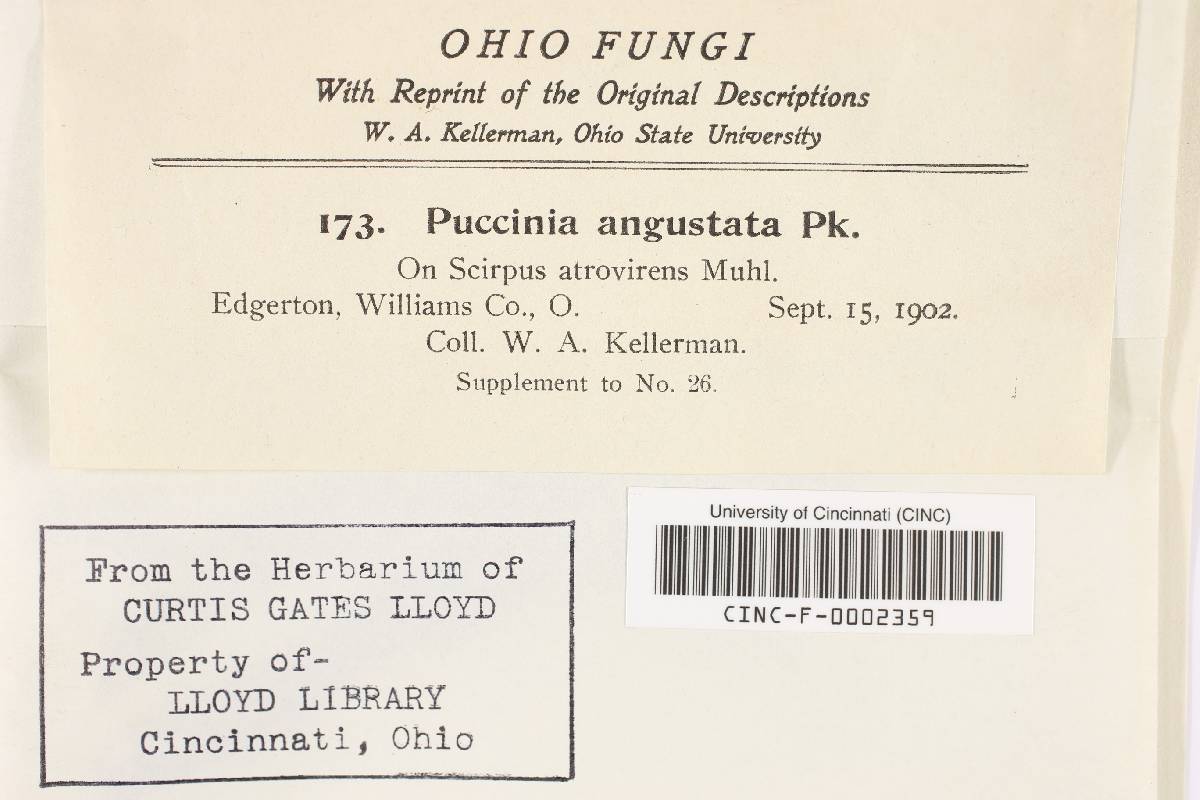 OHIO FUNGI
With Reprint of the Original Descriptions
W. A. Kellerman, Ohio State University
173. Puccinia angustata Pk.
On Scirpus atrovirens Muhl.
Edgerton, Williams Co., O. Sept. 15, 1902.
Coll. W. A. Kellerman.
Supplement to No. 26.
University of Cincinnati (CINC)
CINC-F-0002359
From the Herbarium of
CURTIS GATES LLOYD
Property of-
LLOYD LIBRARY
Cincinnati, Ohio